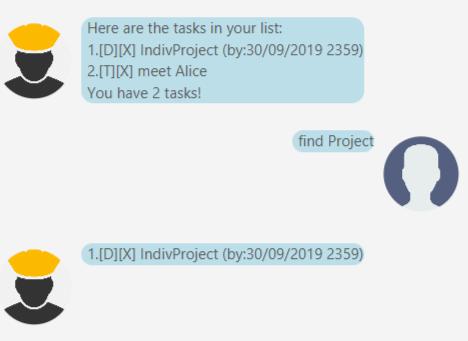 Here are the tasks in your list:
1.[D][X] IndivProject (by:30/09/2019 2359)
2.[T][X] meet Alice
You have 2 tasks!
find Project
1.[D][X] IndivProject (by:30/09/2019 2359)